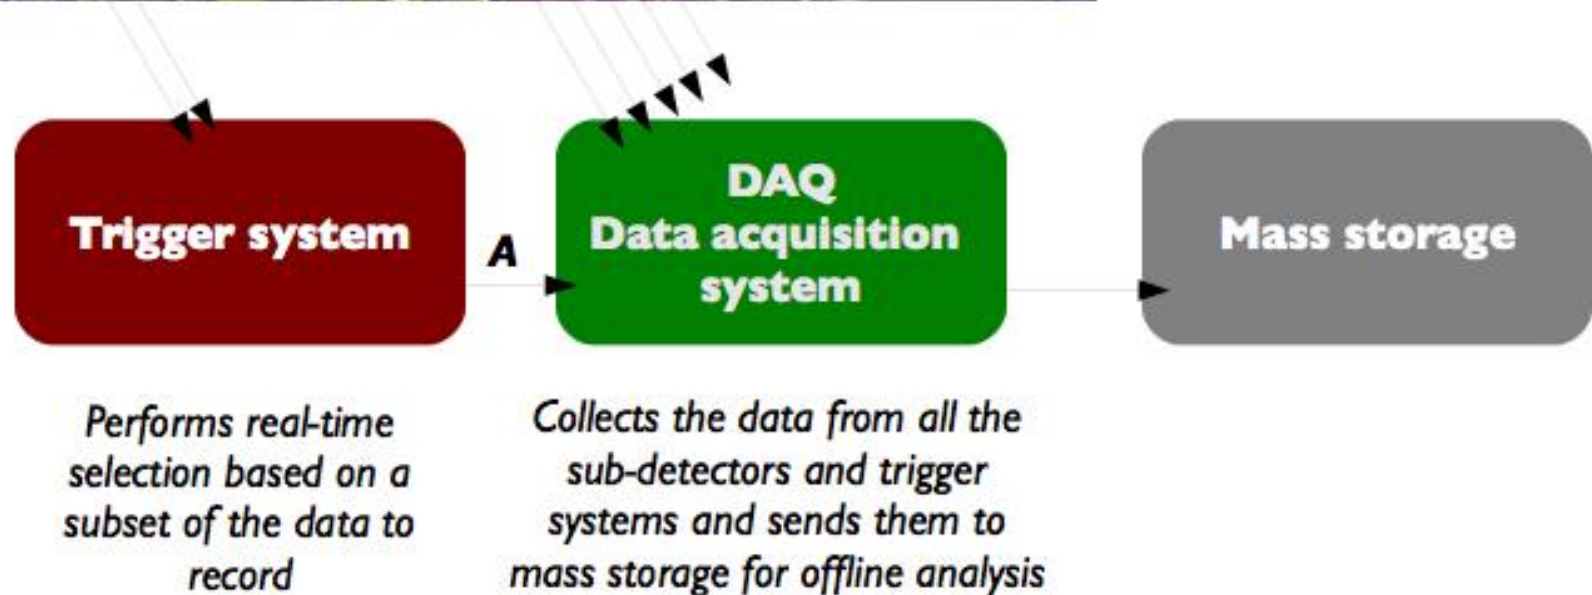 Trigger system
A
DAQ
Data acquisition
system
Mass storage
Performs real-time
selection based on a
subset of the data to
record
Collects the data from all the
sub-detectors and trigger
systems and sends them to
mass storage for offline analysis